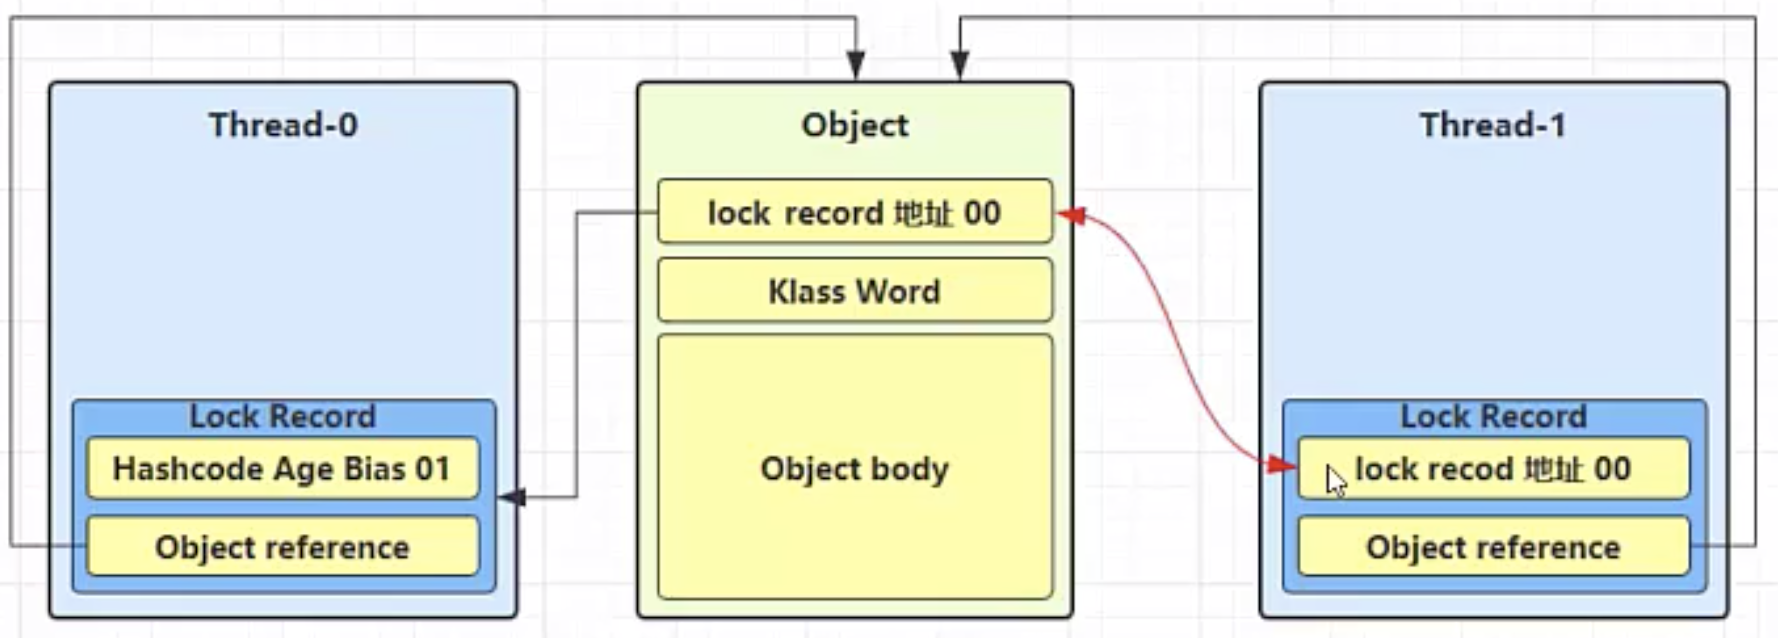 Thread-0
Lock Record
Hashcode Age Bias 01
Object reference
Object
lock record 地址 00
Klass Word
Object body
Thread-1
Lock Record
lock recod 地址 00
Object reference